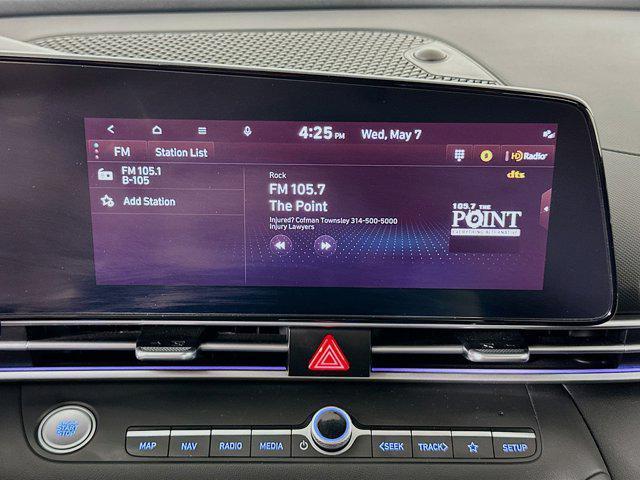 4:25 PM Wed, May 7
FM Station List
HD Radio
FM 105.1
B-105
Add Station
dts
Rock
FM 105.7
The Point
Injured? Cofman Townsley 314-500-5000
Injury Lawyers
105.7 THE
POINT
EVERYTHING ALTERNATIVE
START
STOP
MAP NAV RADIO MEDIA <SEEK TRACK> SETUP